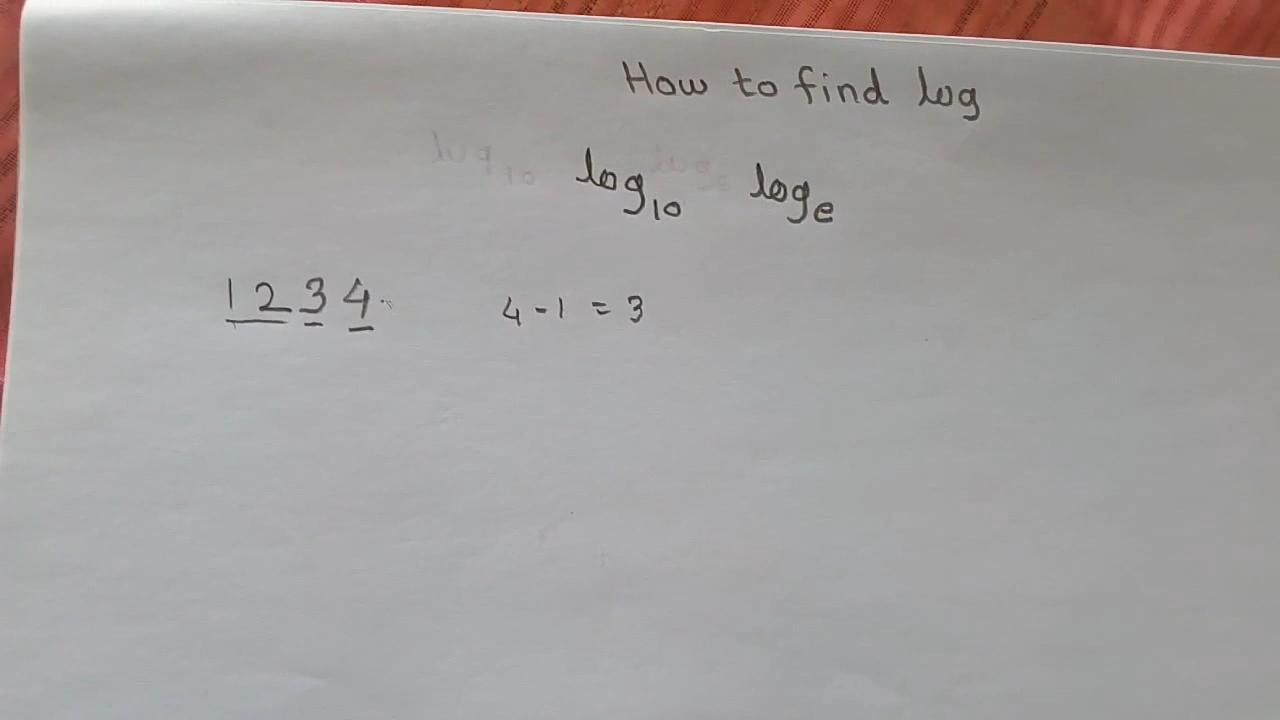 How to find log
log₁₀ logₑ
1234. 4-1 = 3